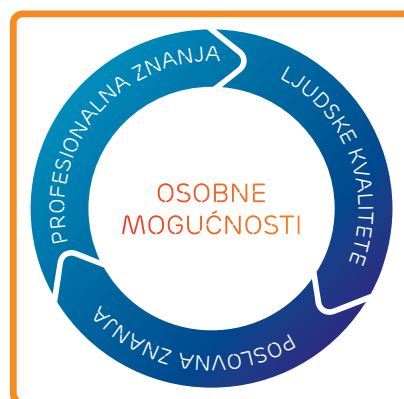 PROFESIONALNA ZNANJA
LJUDSKE KVALITETE
POSLOVNA ZNANJA
OSOBNE
MOGUĆNOSTI